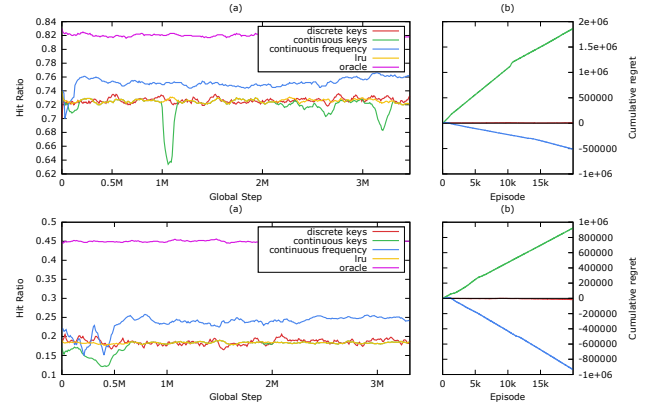 (a)
(b)
0.84
0.82
0.8
0.78
0.76
0.74
0.72
0.7
0.68
0.66
0.64
0.62
Hit Ratio
discrete keys
continuous keys
continuous frequency
lru
oracle
0
0.5M
1M
2M
3M
Global Step
2e+06
1.5e+06
1e+06
500000
0
-500000
-1e+06
Cumulative regret
0
5k
10k
15k
Episode
(a)
(b)
0.5
0.45
0.4
0.35
0.3
0.25
0.2
0.15
0.1
Hit Ratio
discrete keys
continuous keys
continuous frequency
lru
oracle
0
0.5M
1M
2M
3M
Global Step
1e+06
800000
600000
400000
200000
0
-200000
-400000
-600000
-800000
-1e+06
Cumulative regret
0
5k
10k
15k
Episode